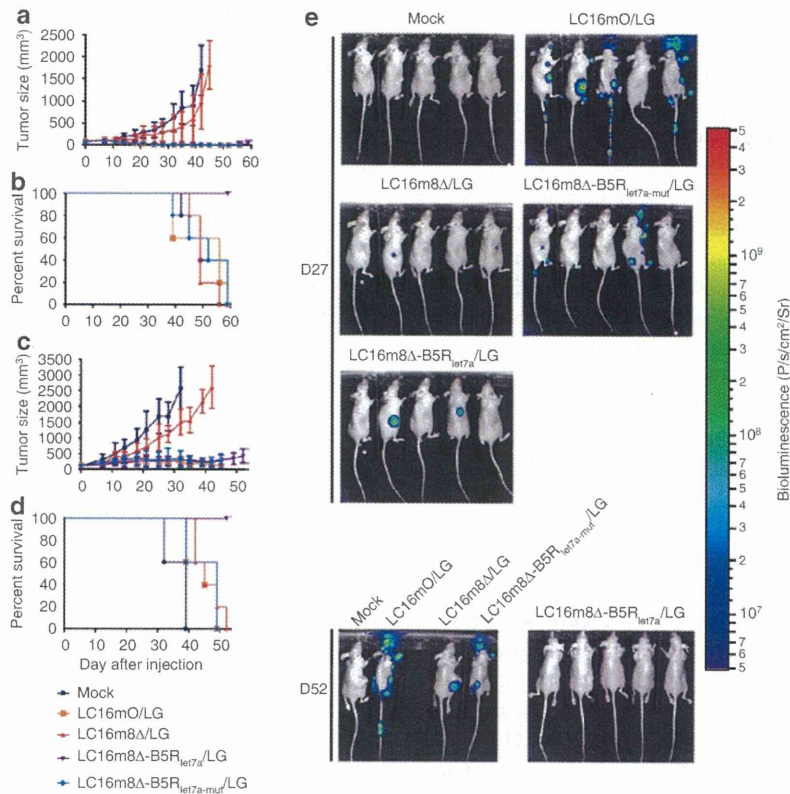 a
Tumor size (mm³)
2500
2000
1500
1000
500
0
0 10 20 30 40 50 60
b
Percent survival
100
80
60
40
20
0
0 10 20 30 40 50 60
c
Tumor size (mm³)
3500
3000
2500
2000
1500
1000
500
0
0 10 20 30 40 50
d
Percent survival
100
80
60
40
20
0
0 10 20 30 40 50
Day after injection
Mock
LC16mO/LG
LC16m8Δ/LG
LC16m8Δ-B5Rlet7a/LG
LC16m8Δ-B5Rlet7a-mut/LG
e
Mock
LC16mO/LG
LC16m8Δ/LG
LC16m8Δ-B5Rlet7a-mut/LG
D27
LC16m8Δ-B5Rlet7a/LG
D52
Mock
LC16mO/LG
LC16m8Δ/LG
LC16m8Δ-B5Rlet7a-mut/LG
LC16m8Δ-B5Rlet7a/LG
5
4
3
2
10⁹
7
6
5
4
3
2
10⁸
7
6
5
4
3
2
10⁷
7
6
5
Bioluminescence (P/s/cm²/Sr)